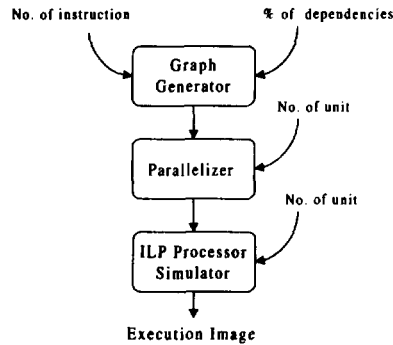 No. of instruction
% of dependencies
Graph
Generator
No. of unit
Parallelizer
No. of unit
ILP Processor
Simulator
Execution Image